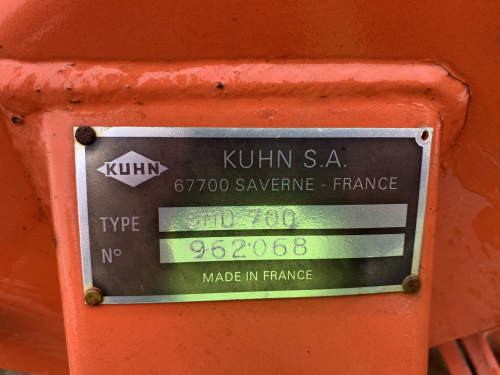 KUHN
KUHN S.A.
67700 SAVERNE - FRANCE
TYPE GMD 700
N° 962068
MADE IN FRANCE